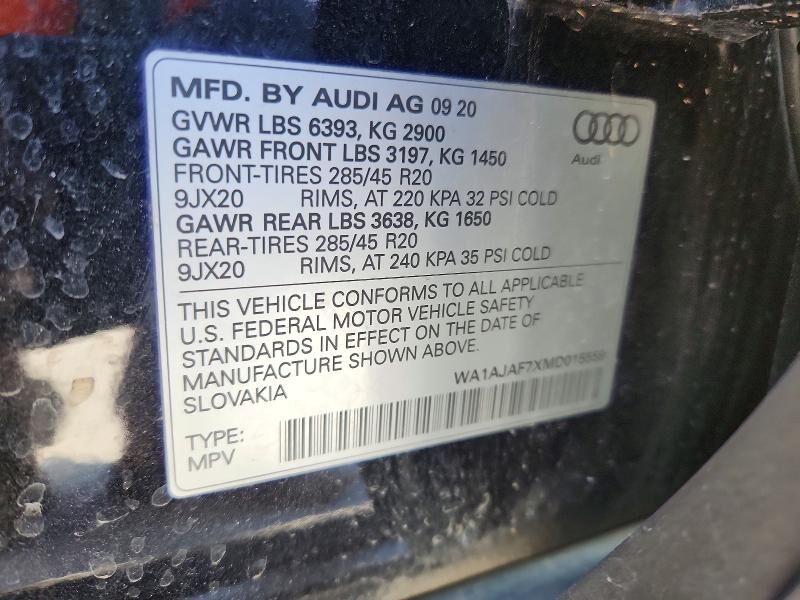 MFD. BY AUDI AG 09 20
GVWR LBS 6393, KG 2900
GAWR FRONT LBS 3197, KG 1450
FRONT-TIRES 285/45 R20
9JX20 RIMS, AT 220 KPA 32 PSI COLD
GAWR REAR LBS 3638, KG 1650
REAR-TIRES 285/45 R20
9JX20 RIMS, AT 240 KPA 35 PSI COLD
Audi
THIS VEHICLE CONFORMS TO ALL APPLICABLE
U.S. FEDERAL MOTOR VEHICLE SAFETY
STANDARDS IN EFFECT ON THE DATE OF
MANUFACTURE SHOWN ABOVE.
SLOVAKIA
TYPE:
MPV